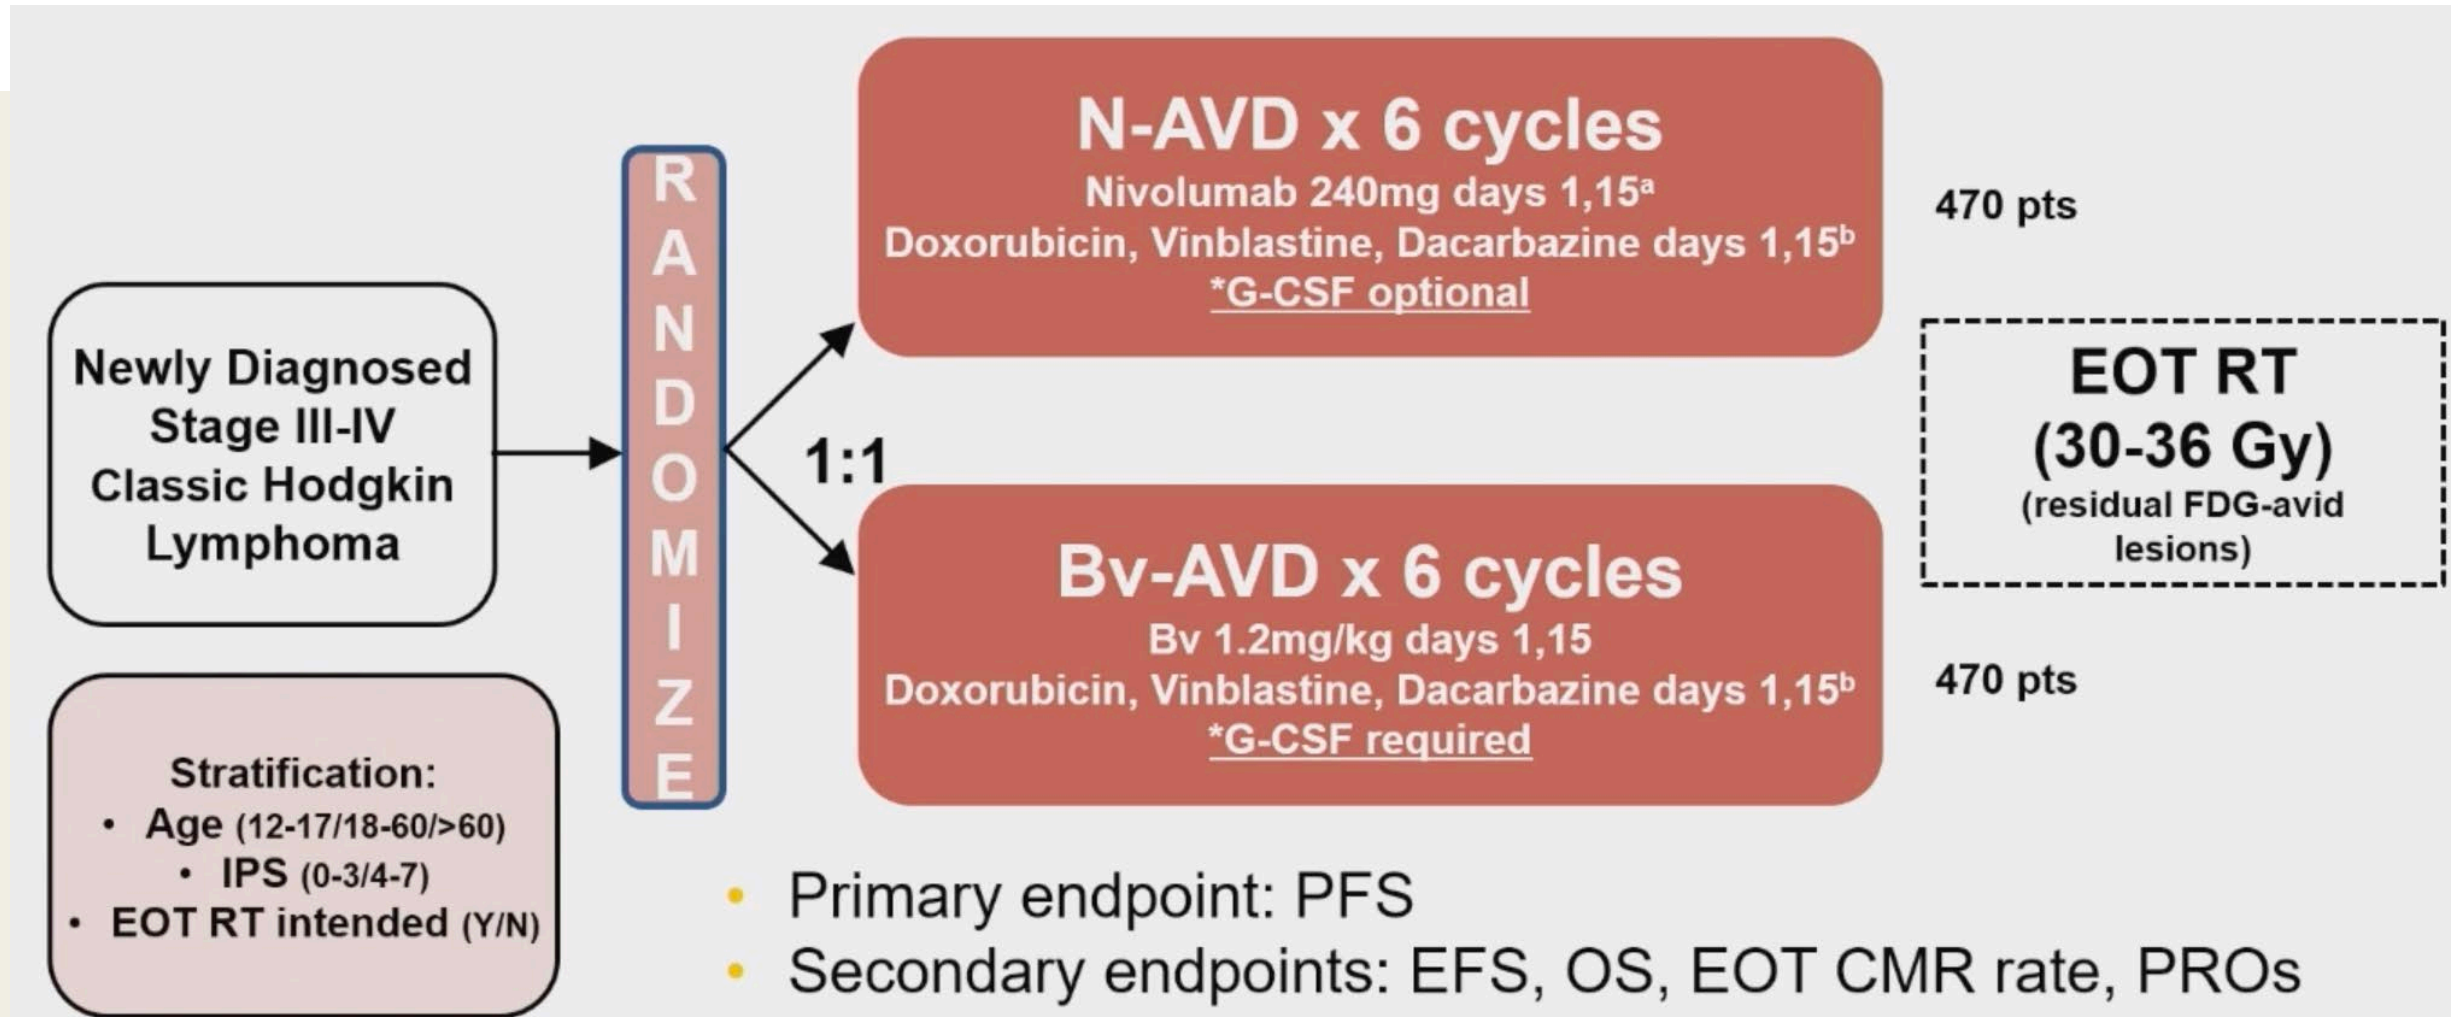 Newly Diagnosed
Stage III-IV
Classic Hodgkin
Lymphoma
Stratification:
• Age (12-17/18-60/>60)
• IPS (0-3/4-7)
• EOT RT intended (Y/N)
R
A
N
D
O
M
I
Z
E
1:1
N-AVD x 6 cycles
Nivolumab 240mg days 1,15ᵃ
Doxorubicin, Vinblastine, Dacarbazine days 1,15ᵇ
*G-CSF optional
470 pts
Bv-AVD x 6 cycles
Bv 1.2mg/kg days 1,15
Doxorubicin, Vinblastine, Dacarbazine days 1,15ᵇ
*G-CSF required
470 pts
EOT RT
(30-36 Gy)
(residual FDG-avid
lesions)
• Primary endpoint: PFS
• Secondary endpoints: EFS, OS, EOT CMR rate, PROs